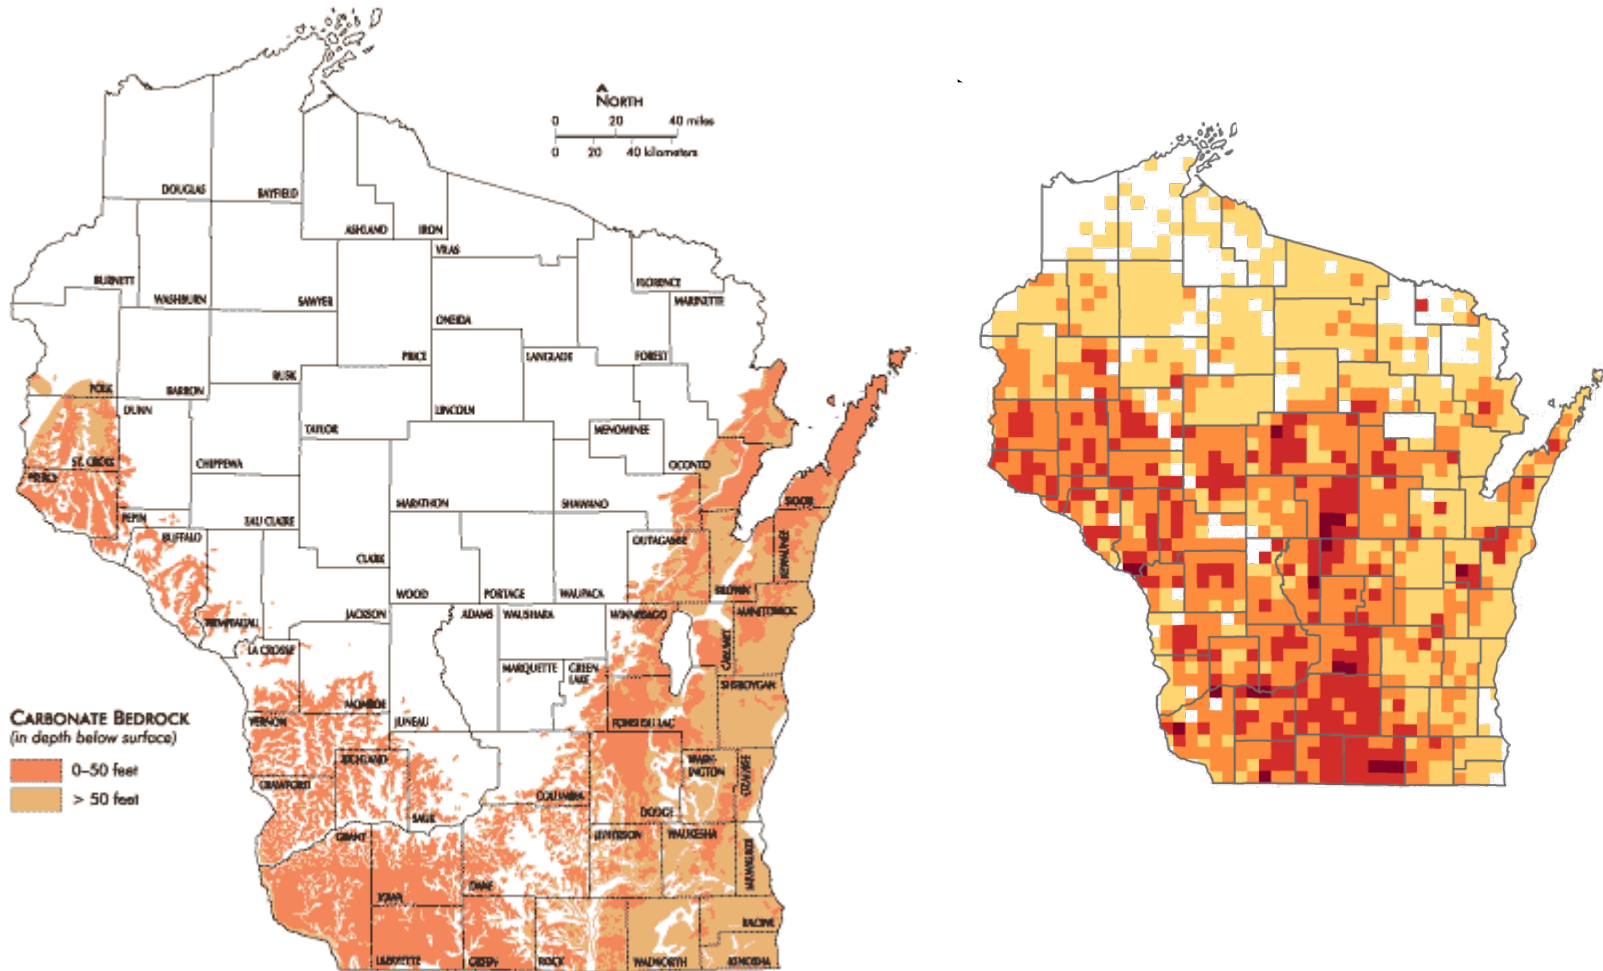 NORTH
0 20 40 miles
0 20 40 kilometers
DOUGLAS
BAYFIELD
ASHLAND
IRON
VILAS
FLORENCE
BURNETT
WASHBURN
SAWYER
MARINETTE
ONEIDA
PRICE
LANGLADE
FOREST
RUSK
POLK
BARRON
DUNN
LINCOLN
TAYLOR
MENOMINEE
ST. CROIX
CHIPPEWA
OCONTO
PIERCE
MARATHON
SHAWANO
DOOR
PEPIN
EAU CLAIRE
BUFFALO
OUTAGAMIE
KEWAUNEE
CLARK
WOOD
PORTAGE
WAUPACA
BROWN
JACKSON
ADAMS
WAUSHARA
WINNEBAGO
MANITOWOC
TREMPEALEAU
LA CROSSE
CALUMET
MARQUETTE
GREEN
LAKE
SHEBOYGAN
CARBONATE BEDROCK
(in depth below surface)
0–50 feet
> 50 feet
MONROE
VERNON
JUNEAU
FOND DU LAC
RICHLAND
WASH-
INGTON
OZAUKEE
CRAWFORD
COLUMBIA
DODGE
SAUK
GRANT
JEFFERSON
WAUKESHA
MILWAUKEE
IOWA
DANE
RACINE
LAFAYETTE
GREEN
ROCK
WALWORTH
KENOSHA